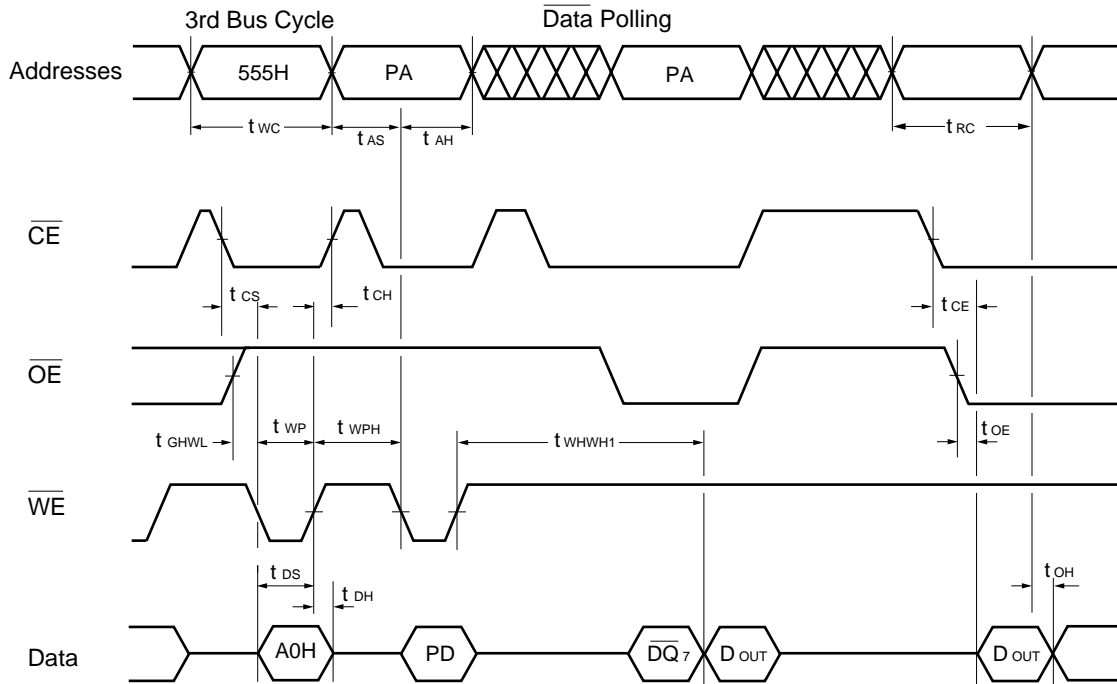 3rd Bus Cycle Data Polling
Addresses 555H PA PA
t WC t AS t AH t RC
CE
t CS t CH t CE
OE
t GHWL t WP t WPH t WHWH1 t OE
WE
t DS t DH t OH
Data A0H PD DQ 7 D OUT D OUT